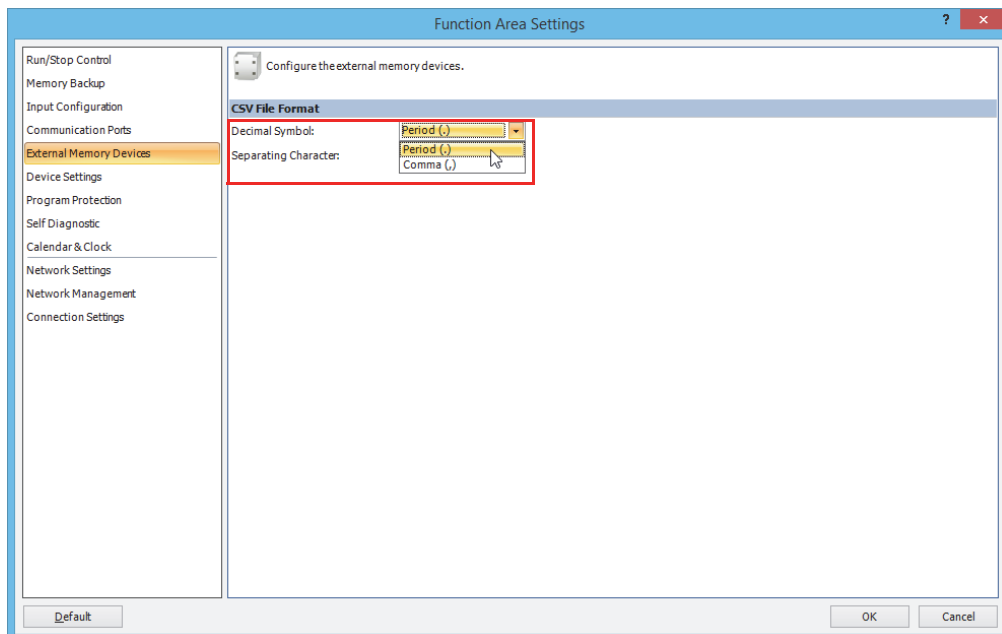 Function Area Settings
?
Run/Stop Control
Memory Backup
Input Configuration
Communication Ports
External Memory Devices
Device Settings
Program Protection
Self Diagnostic
Calendar & Clock
Network Settings
Network Management
Connection Settings
Configure the external memory devices.
CSV File Format
Decimal Symbol: Period (.)
Period (.)
Separating Character:
Comma (,)
Default
OK Cancel